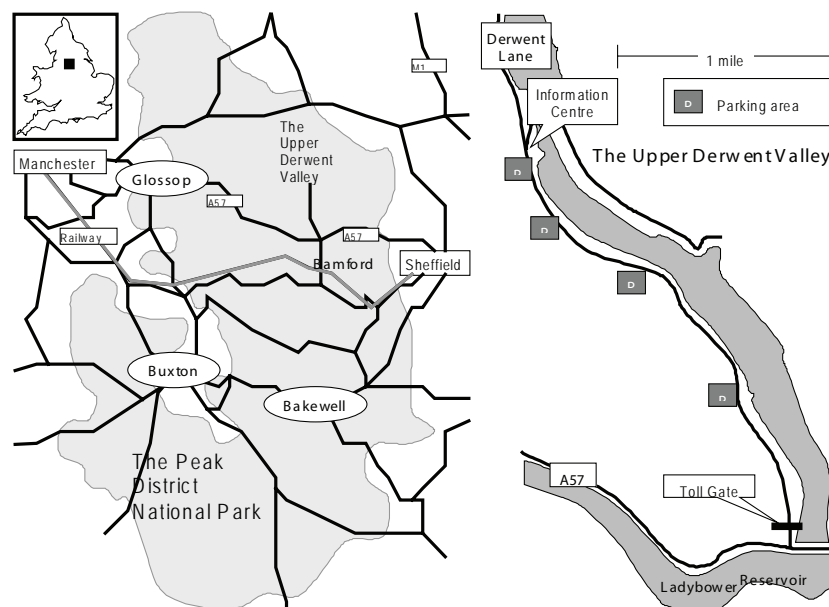 M1
Manchester
Glossop
The
Upper
Derwent
Valley
A57
Railway
A57
Bamford
Sheffield
Buxton
Bakewell
The Peak
District
National Park
Derwent
Lane
1 mile
Information
Centre
D
Parking area
The Upper Derwent Valley
D
D
D
D
A57
Toll Gate
Ladybower Reservoir